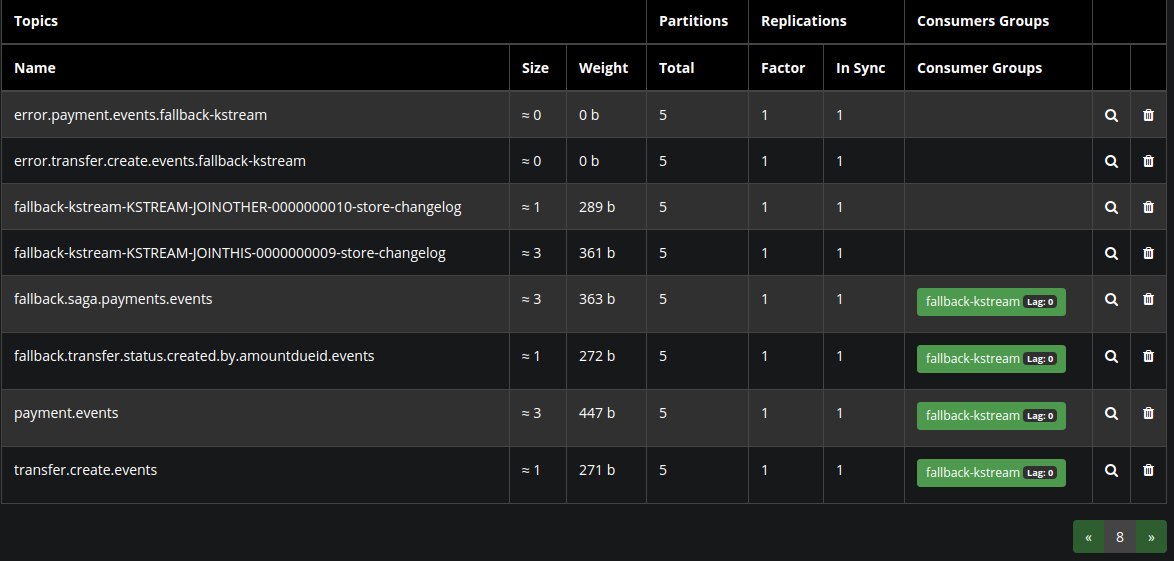 Topics Partitions Replications Consumers Groups
Name Size Weight Total Factor In Sync Consumer Groups
error.payment.events.fallback-kstream ≈ 0 0 b 5 1 1
error.transfer.create.events.fallback-kstream ≈ 0 0 b 5 1 1
fallback-kstream-KSTREAM-JOINOTHER-0000000010-store-changelog ≈ 1 289 b 5 1 1
fallback-kstream-KSTREAM-JOINTHIS-0000000009-store-changelog ≈ 3 361 b 5 1 1
fallback.saga.payments.events ≈ 3 363 b 5 1 1 fallback-kstream Lag: 0
fallback.transfer.status.created.by.amountdueid.events ≈ 1 272 b 5 1 1 fallback-kstream Lag: 0
payment.events ≈ 3 447 b 5 1 1 fallback-kstream Lag: 0
transfer.create.events ≈ 1 271 b 5 1 1 fallback-kstream Lag: 0
« 8 »